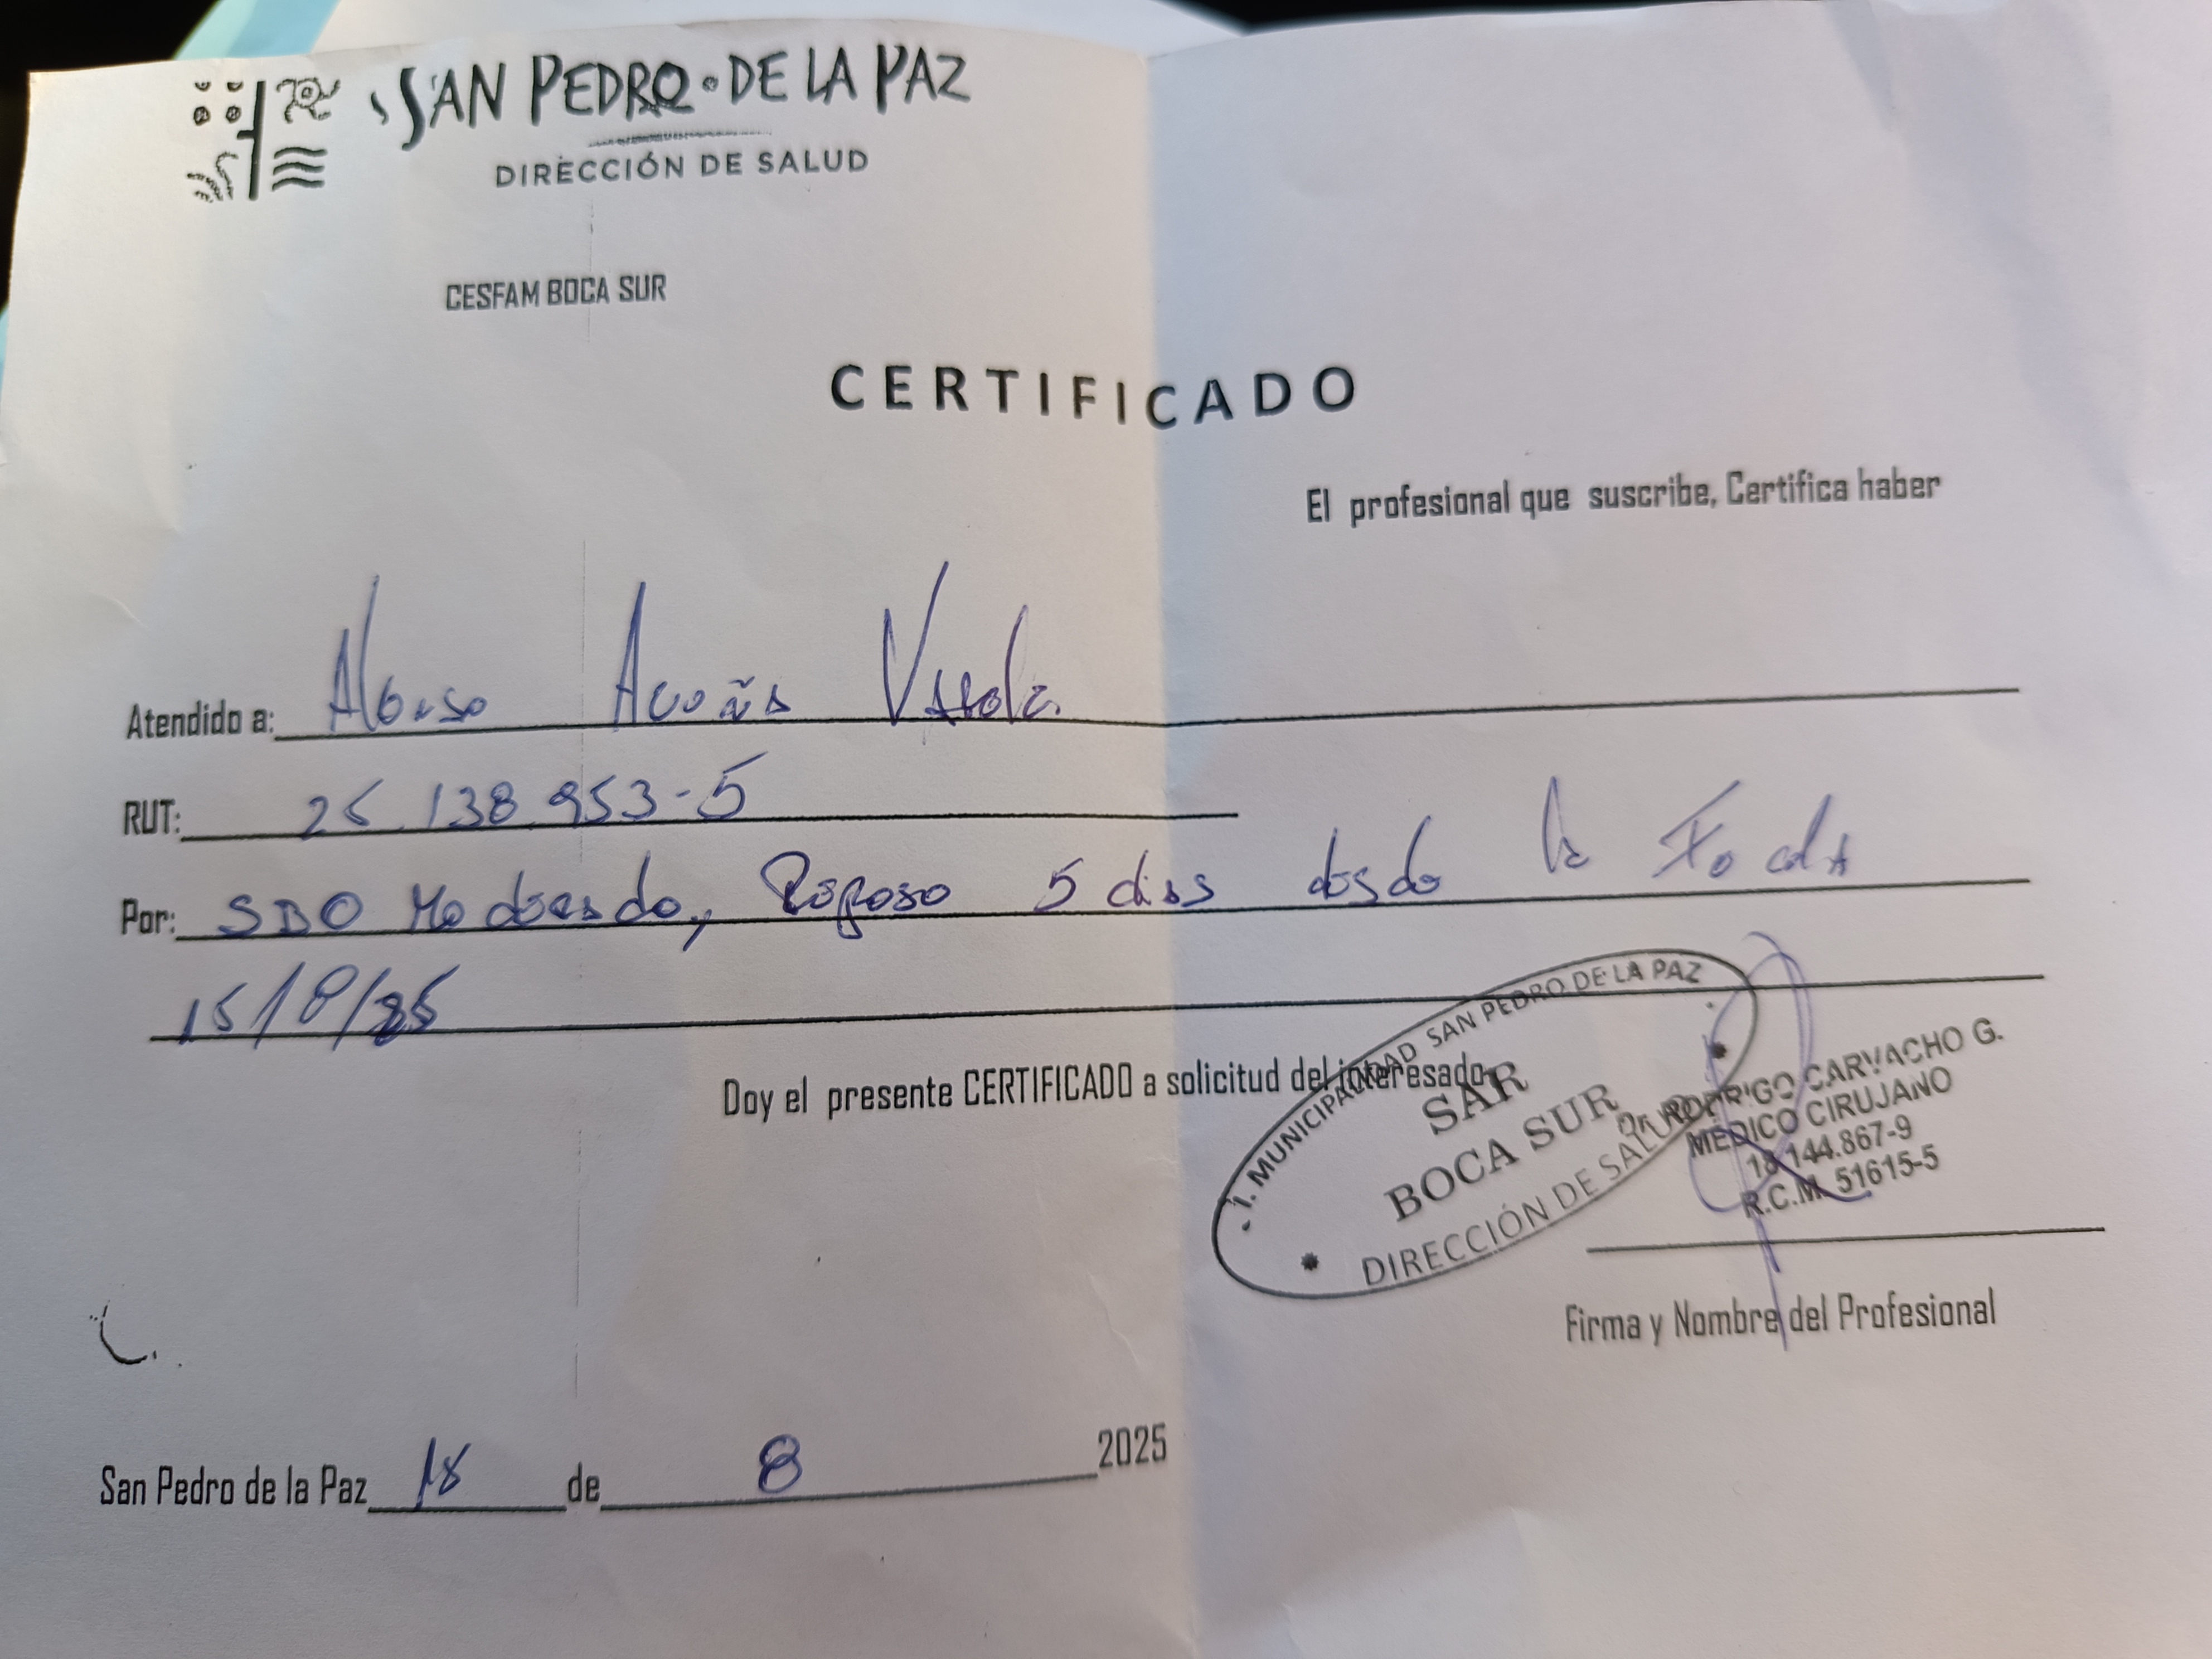 SAN PEDRO DE LA PAZ
DIRECCIÓN DE SALUD
CESFAM BOCA SUR
CERTIFICADO
El profesional que suscribe, Certifica haber
Atendido a: Alonso Acuña
RUT: 138 953-5
Por: SBO Moderado, Reposo 5 dias desde la Fecha
15/8/25
Doy el presente CERTIFICADO a solicitud del interesado.
I. MUNICIPALIDAD SAN PEDRO DE LA PAZ
SAR
BOCA SUR
DIRECCIÓN DE SALUD
Dr. RODRIGO CARVACHO G.
MÉDICO CIRUJANO
18.144.867-9
R.C.M. 51615-5
Firma y Nombre del Profesional
San Pedro de la Paz 18 de 8 2025